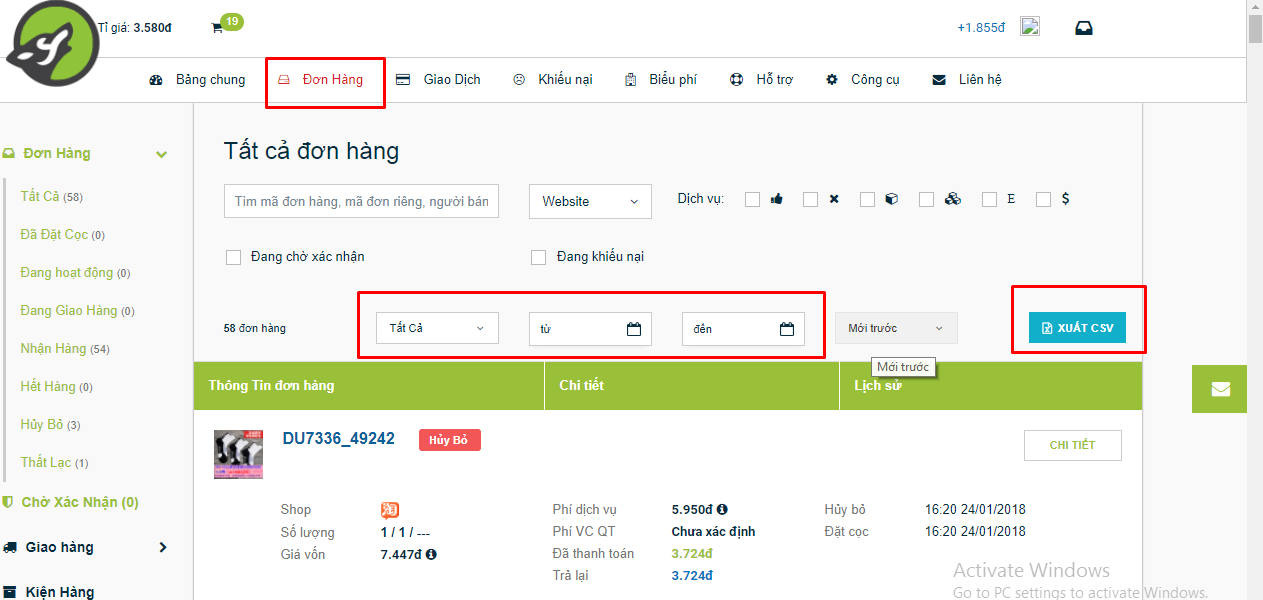 Tỉ giá: 3.580đ
19
+1.855đ
Bảng chung
Đơn Hàng
Giao Dịch
Khiếu nại
Biểu phí
Hỗ trợ
Công cụ
Liên hệ
Đơn Hàng
Tất Cả (58)
Đã Đặt Cọc (0)
Đang hoạt động (0)
Đang Giao Hàng (0)
Nhận Hàng (54)
Hết Hàng (0)
Hủy Bỏ (3)
Thất Lạc (1)
Chờ Xác Nhận (0)
Giao hàng
Kiện Hàng
Tất cả đơn hàng
Tìm mã đơn hàng, mã đơn riêng, người bán
Website
Dịch vụ:
E
$
Đang chờ xác nhận
Đang khiếu nại
58 đơn hàng
Tất Cả
từ
đến
Mới trước
XUẤT CSV
Mới trước
Thông Tin đơn hàng
Chi tiết
Lịch sử
DU7336_49242
Hủy Bỏ
CHI TIẾT
Shop
淘
Số lượng
1 / 1 / ---
Giá vốn
7.447đ
Phí dịch vụ
5.950đ
Phí VC QT
Chưa xác định
Đã thanh toán
3.724đ
Trả lại
3.724đ
Hủy bỏ
16:20 24/01/2018
Đặt cọc
16:20 24/01/2018
Activate Windows
Go to PC settings to activate Windows.